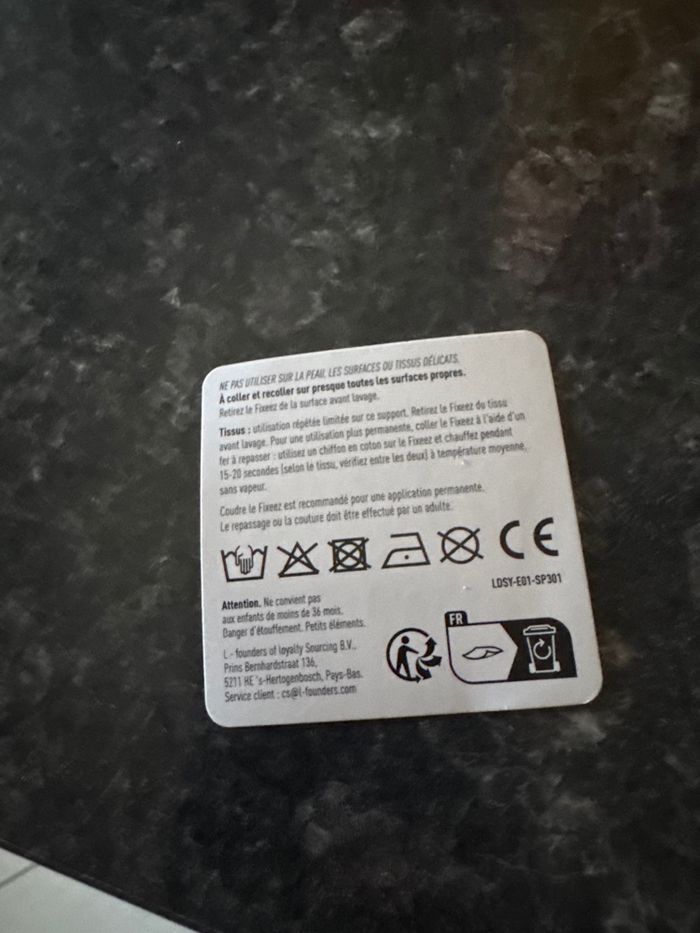 NE PAS UTILISER SUR LA PEAU, LES SURFACES OU TISSUS DÉLICATS.
À coller et recoller sur presque toutes les surfaces propres.
Retirez le Fixeez de la surface avant lavage.
Tissus : utilisation répétée limitée sur ce support. Retirez le Fixeez du tissu
avant lavage. Pour une utilisation plus permanente, coller le Fixeez à l'aide d'un
fer à repasser : utilisez un chiffon en coton sur le Fixeez et chauffez pendant
15-20 secondes (selon le tissu, vérifiez entre les deux) à température moyenne,
sans vapeur.
Coudre le Fixeez est recommandé pour une application permanente.
Le repassage ou la couture doit être effectué par un adulte.
CE
LDSY-E01-SP301
Attention. Ne convient pas
aux enfants de moins de 36 mois.
Danger d'étouffement. Petits éléments.
L - founders of loyalty Sourcing B.V.,
Prins Bernhardstraat 136,
5211 HE 's-Hertogenbosch, Pays-Bas.
Service client : cs@l-founders.com
FR